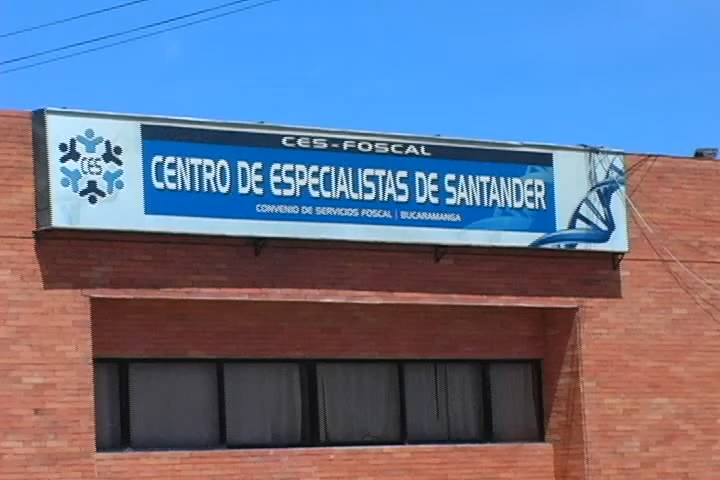 CES
CES-FOSCAL
CENTRO DE ESPECIALISTAS DE SANTANDER
CONVENIO DE SERVICIOS FOSCAL | BUCARAMANGA